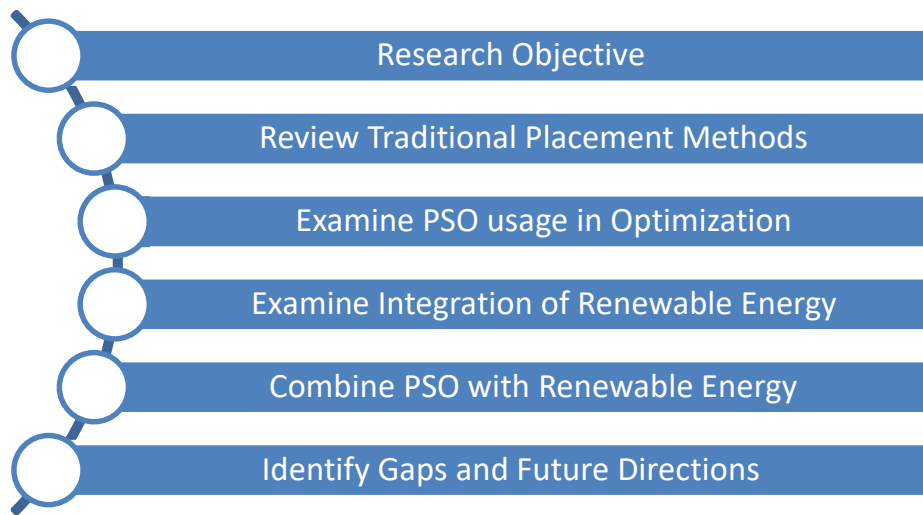 Research Objective
Review Traditional Placement Methods
Examine PSO usage in Optimization
Examine Integration of Renewable Energy
Combine PSO with Renewable Energy
Identify Gaps and Future Directions